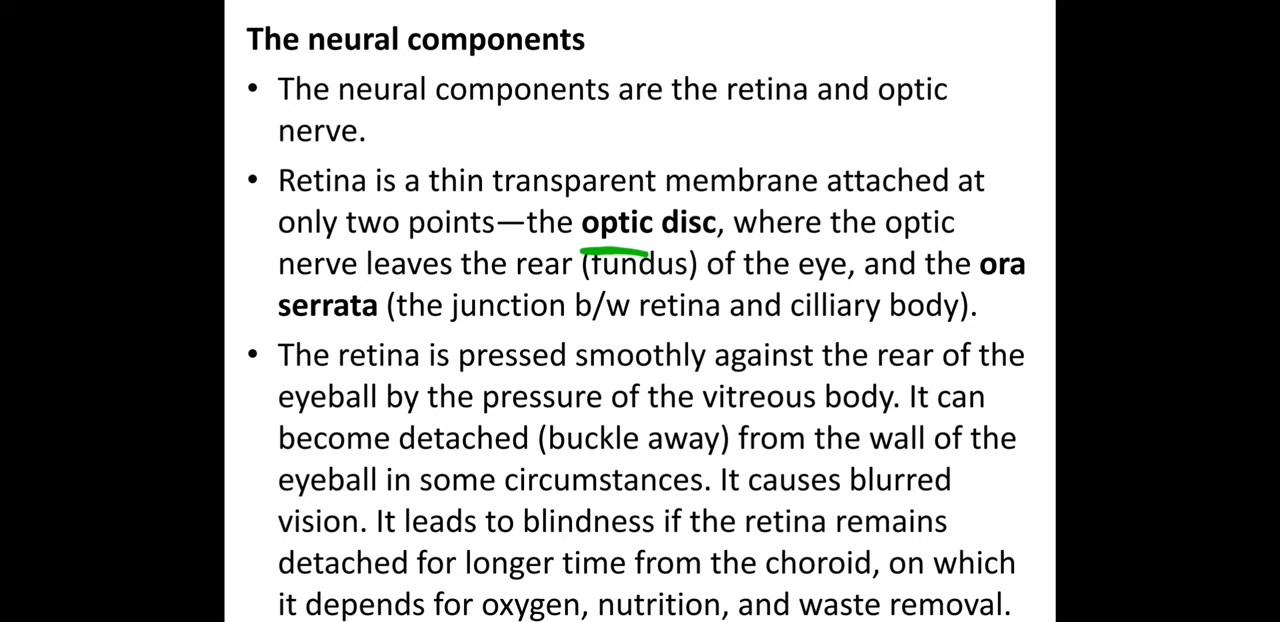 The neural components
• The neural components are the retina and optic
nerve.
• Retina is a thin transparent membrane attached at
only two points—the optic disc, where the optic
nerve leaves the rear (fundus) of the eye, and the ora
serrata (the junction b/w retina and cilliary body).
• The retina is pressed smoothly against the rear of the
eyeball by the pressure of the vitreous body. It can
become detached (buckle away) from the wall of the
eyeball in some circumstances. It causes blurred
vision. It leads to blindness if the retina remains
detached for longer time from the choroid, on which
it depends for oxygen, nutrition, and waste removal.